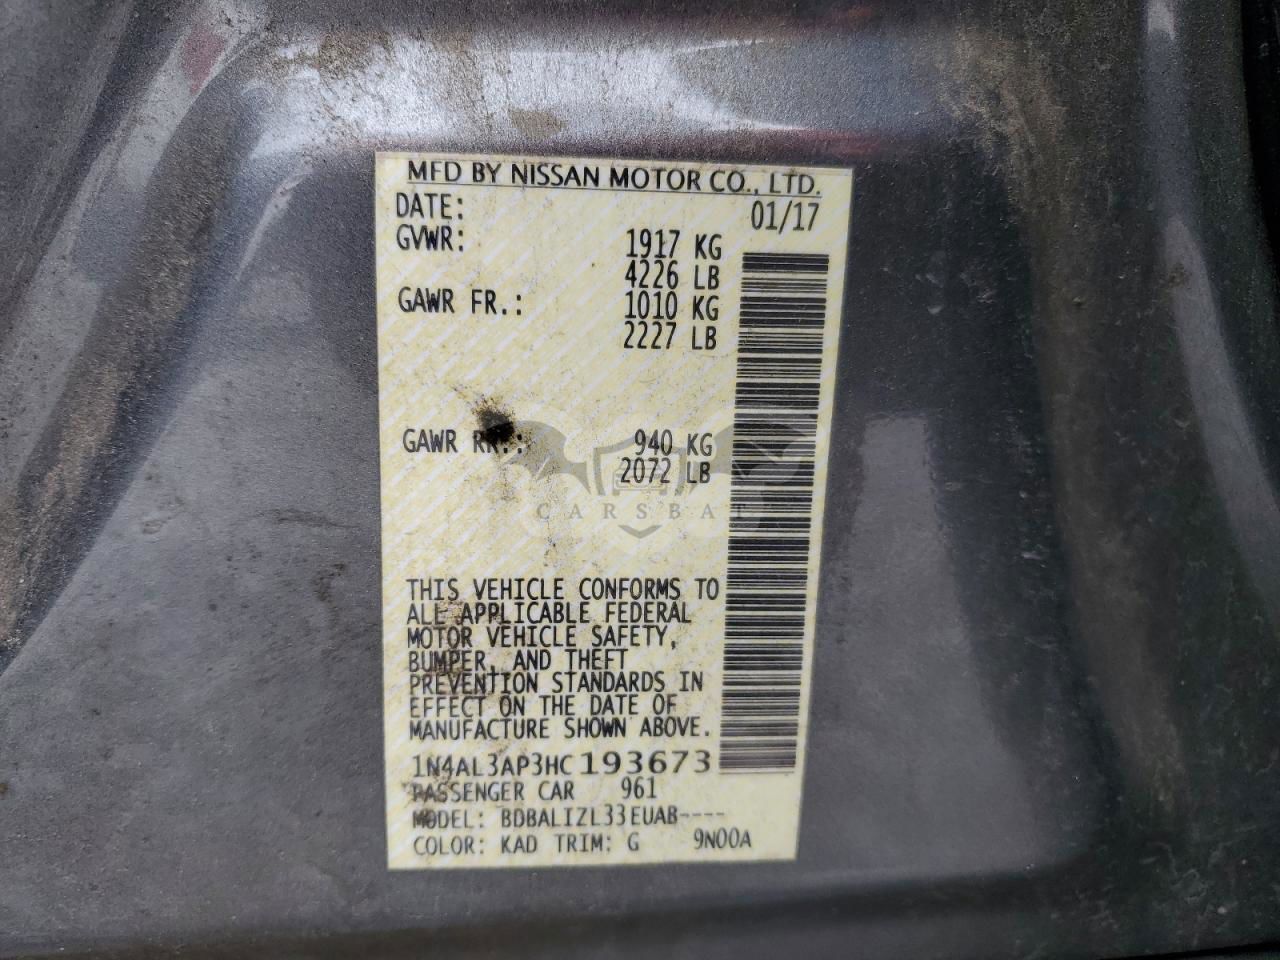 MFD BY NISSAN MOTOR CO., LTD.
DATE: 01/17
GVWR: 1917 KG
4226 LB
GAWR FR.: 1010 KG
2227 LB
GAWR RR.: 940 KG
2072 LB
CARSBAT
THIS VEHICLE CONFORMS TO
ALL APPLICABLE FEDERAL
MOTOR VEHICLE SAFETY,
BUMPER, AND THEFT
PREVENTION STANDARDS IN
EFFECT ON THE DATE OF
MANUFACTURE SHOWN ABOVE.
1N4AL3AP3HC193673
PASSENGER CAR 961
MODEL: BDBALIZL33EUAB----
COLOR: KAD TRIM: G 9N00A